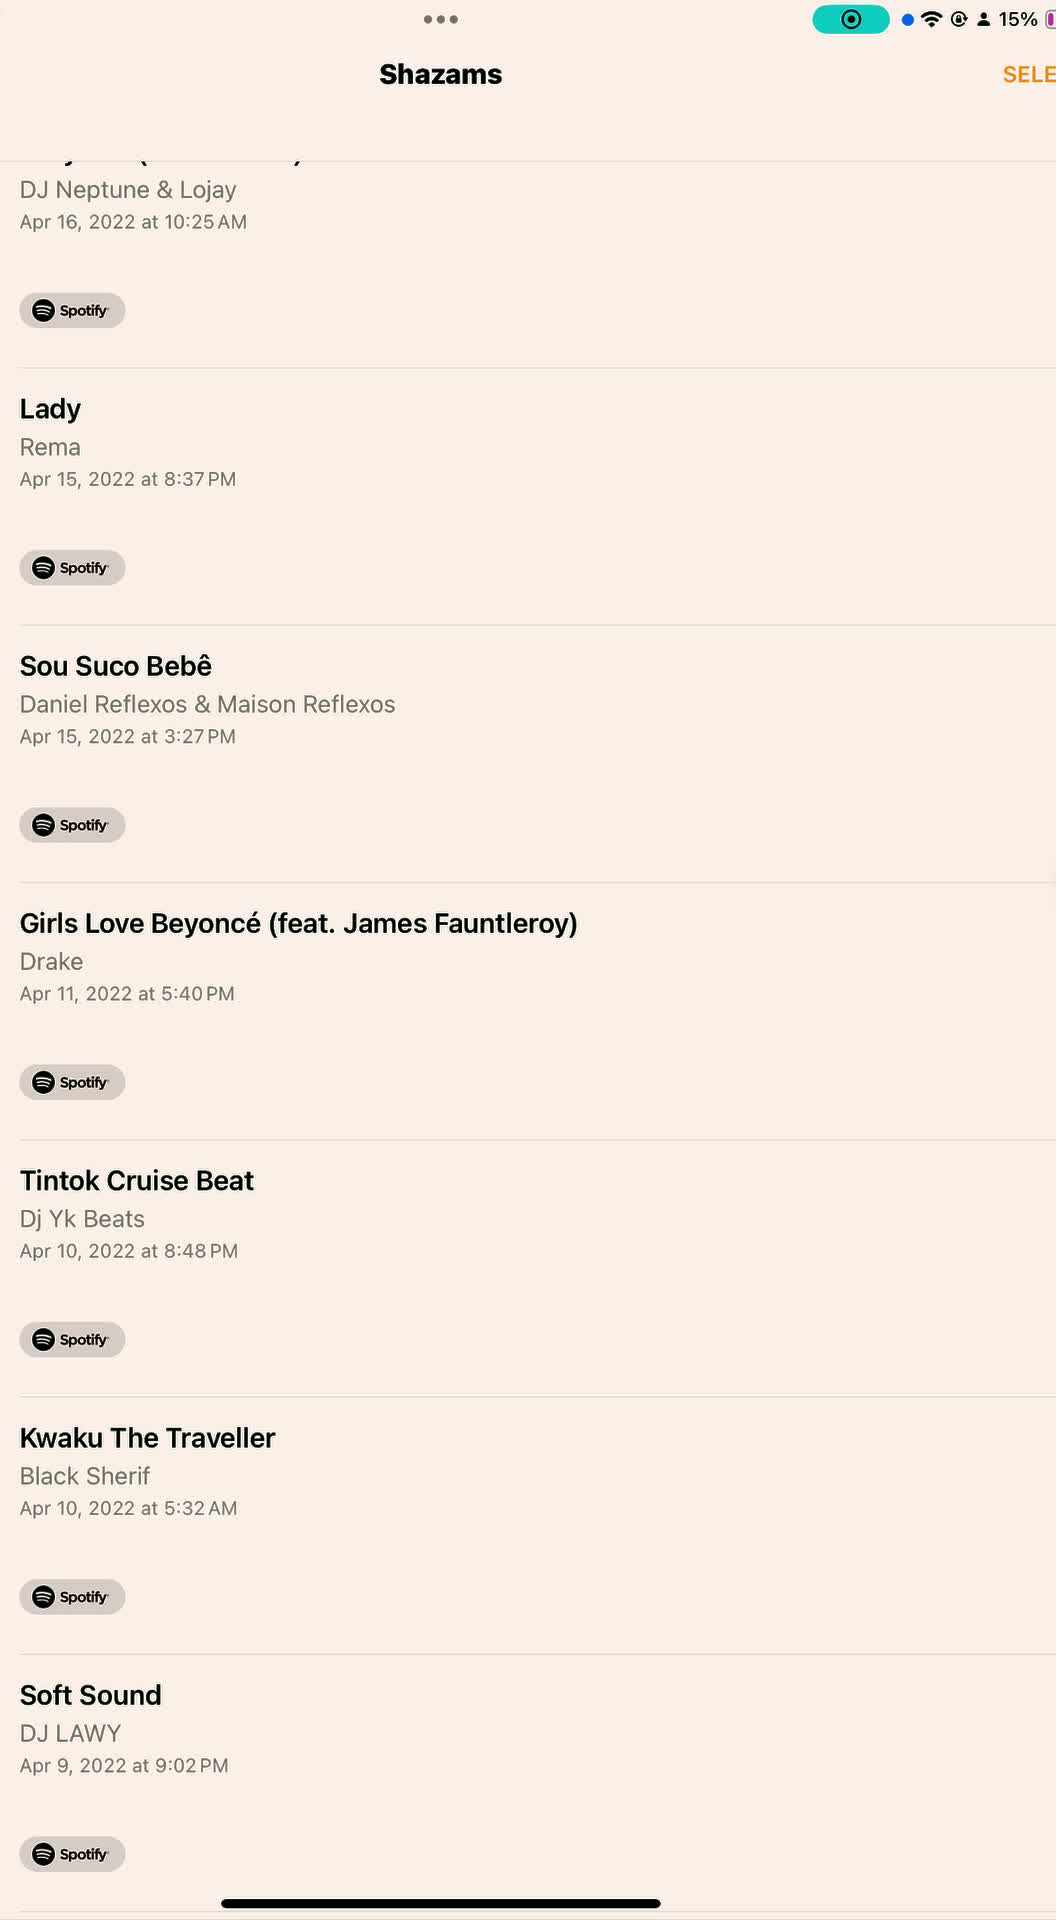 15%
Shazams
SELE
DJ Neptune & Lojay
Apr 16, 2022 at 10:25 AM
Spotify
Lady
Rema
Apr 15, 2022 at 8:37 PM
Spotify
Sou Suco Bebê
Daniel Reflexos & Maison Reflexos
Apr 15, 2022 at 3:27 PM
Spotify
Girls Love Beyoncé (feat. James Fauntleroy)
Drake
Apr 11, 2022 at 5:40 PM
Spotify
Tintok Cruise Beat
Dj Yk Beats
Apr 10, 2022 at 8:48 PM
Spotify
Kwaku The Traveller
Black Sherif
Apr 10, 2022 at 5:32 AM
Spotify
Soft Sound
DJ LAWY
Apr 9, 2022 at 9:02 PM
Spotify